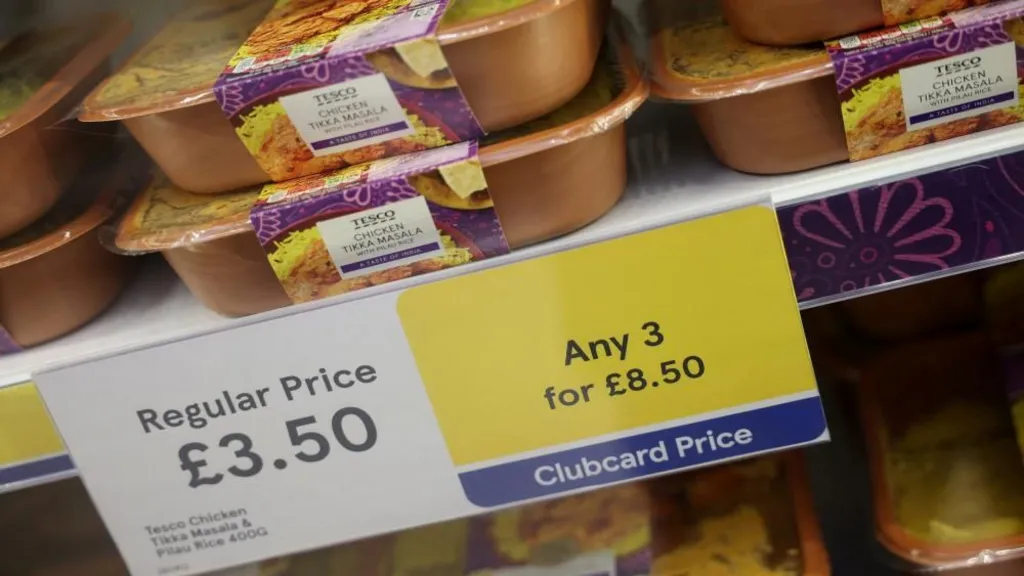 TESCO
CHICKEN
TIKKA MASALA
WITH PILAU RICE
A TASTE OF INDIA
TESCO
CHICKEN
TIKKA MASALA
WITH PILAU RICE
A TASTE OF INDIA
TESCO
CHICKEN
TIKKA MASALA
WITH PILAU RICE
A TASTE OF INDIA
Regular Price
£3.50
Tesco Chicken
Tikka Masala &
Pilau Rice 400G
Any 3
for £8.50
Clubcard Price